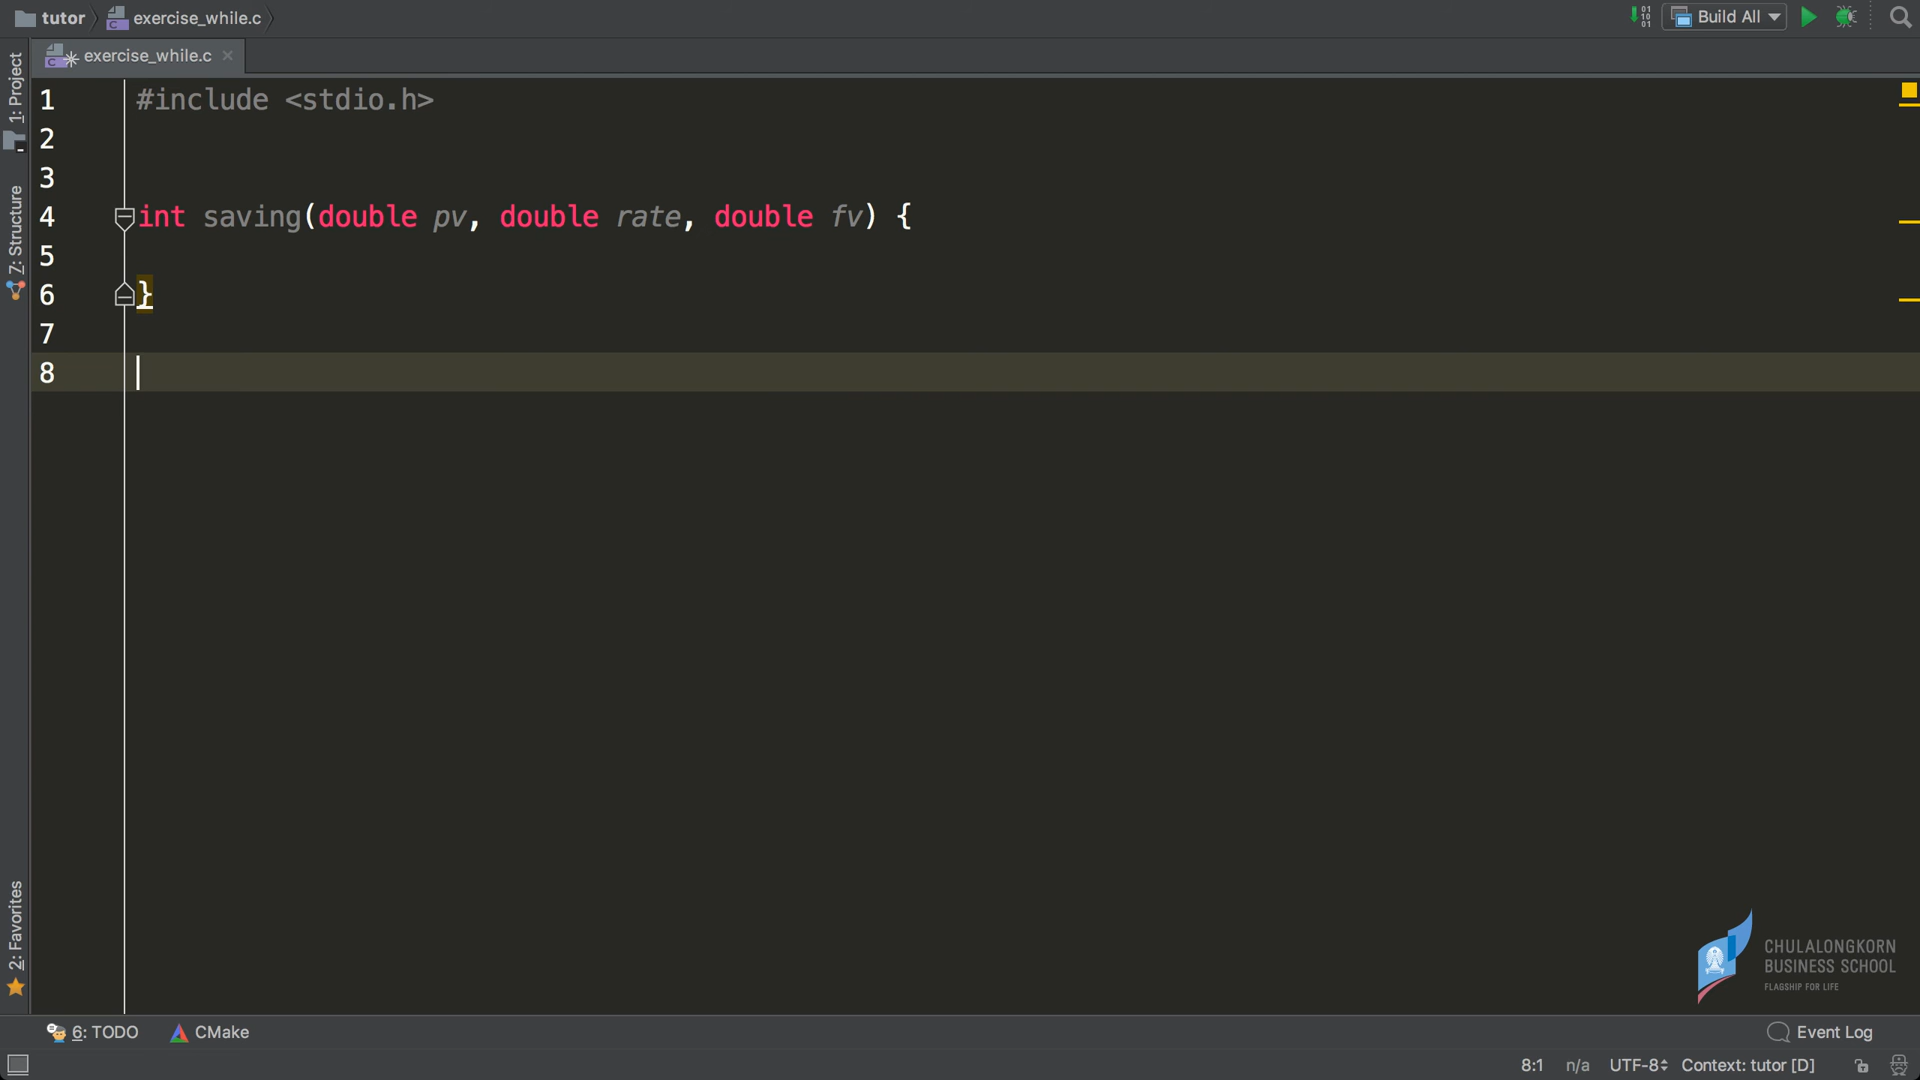 tutor exercise_while.c
Build All
exercise_while.c
1: Project
Z: Structure
2: Favorites
1 #include <stdio.h>
2
3
4 int saving(double pv, double rate, double fv) {
5
6 }
7
8
CHULALONGKORN
BUSINESS SCHOOL
FLAGSHIP FOR LIFE
6: TODO CMake Event Log
8:1 n/a UTF-8 Context: tutor [D]